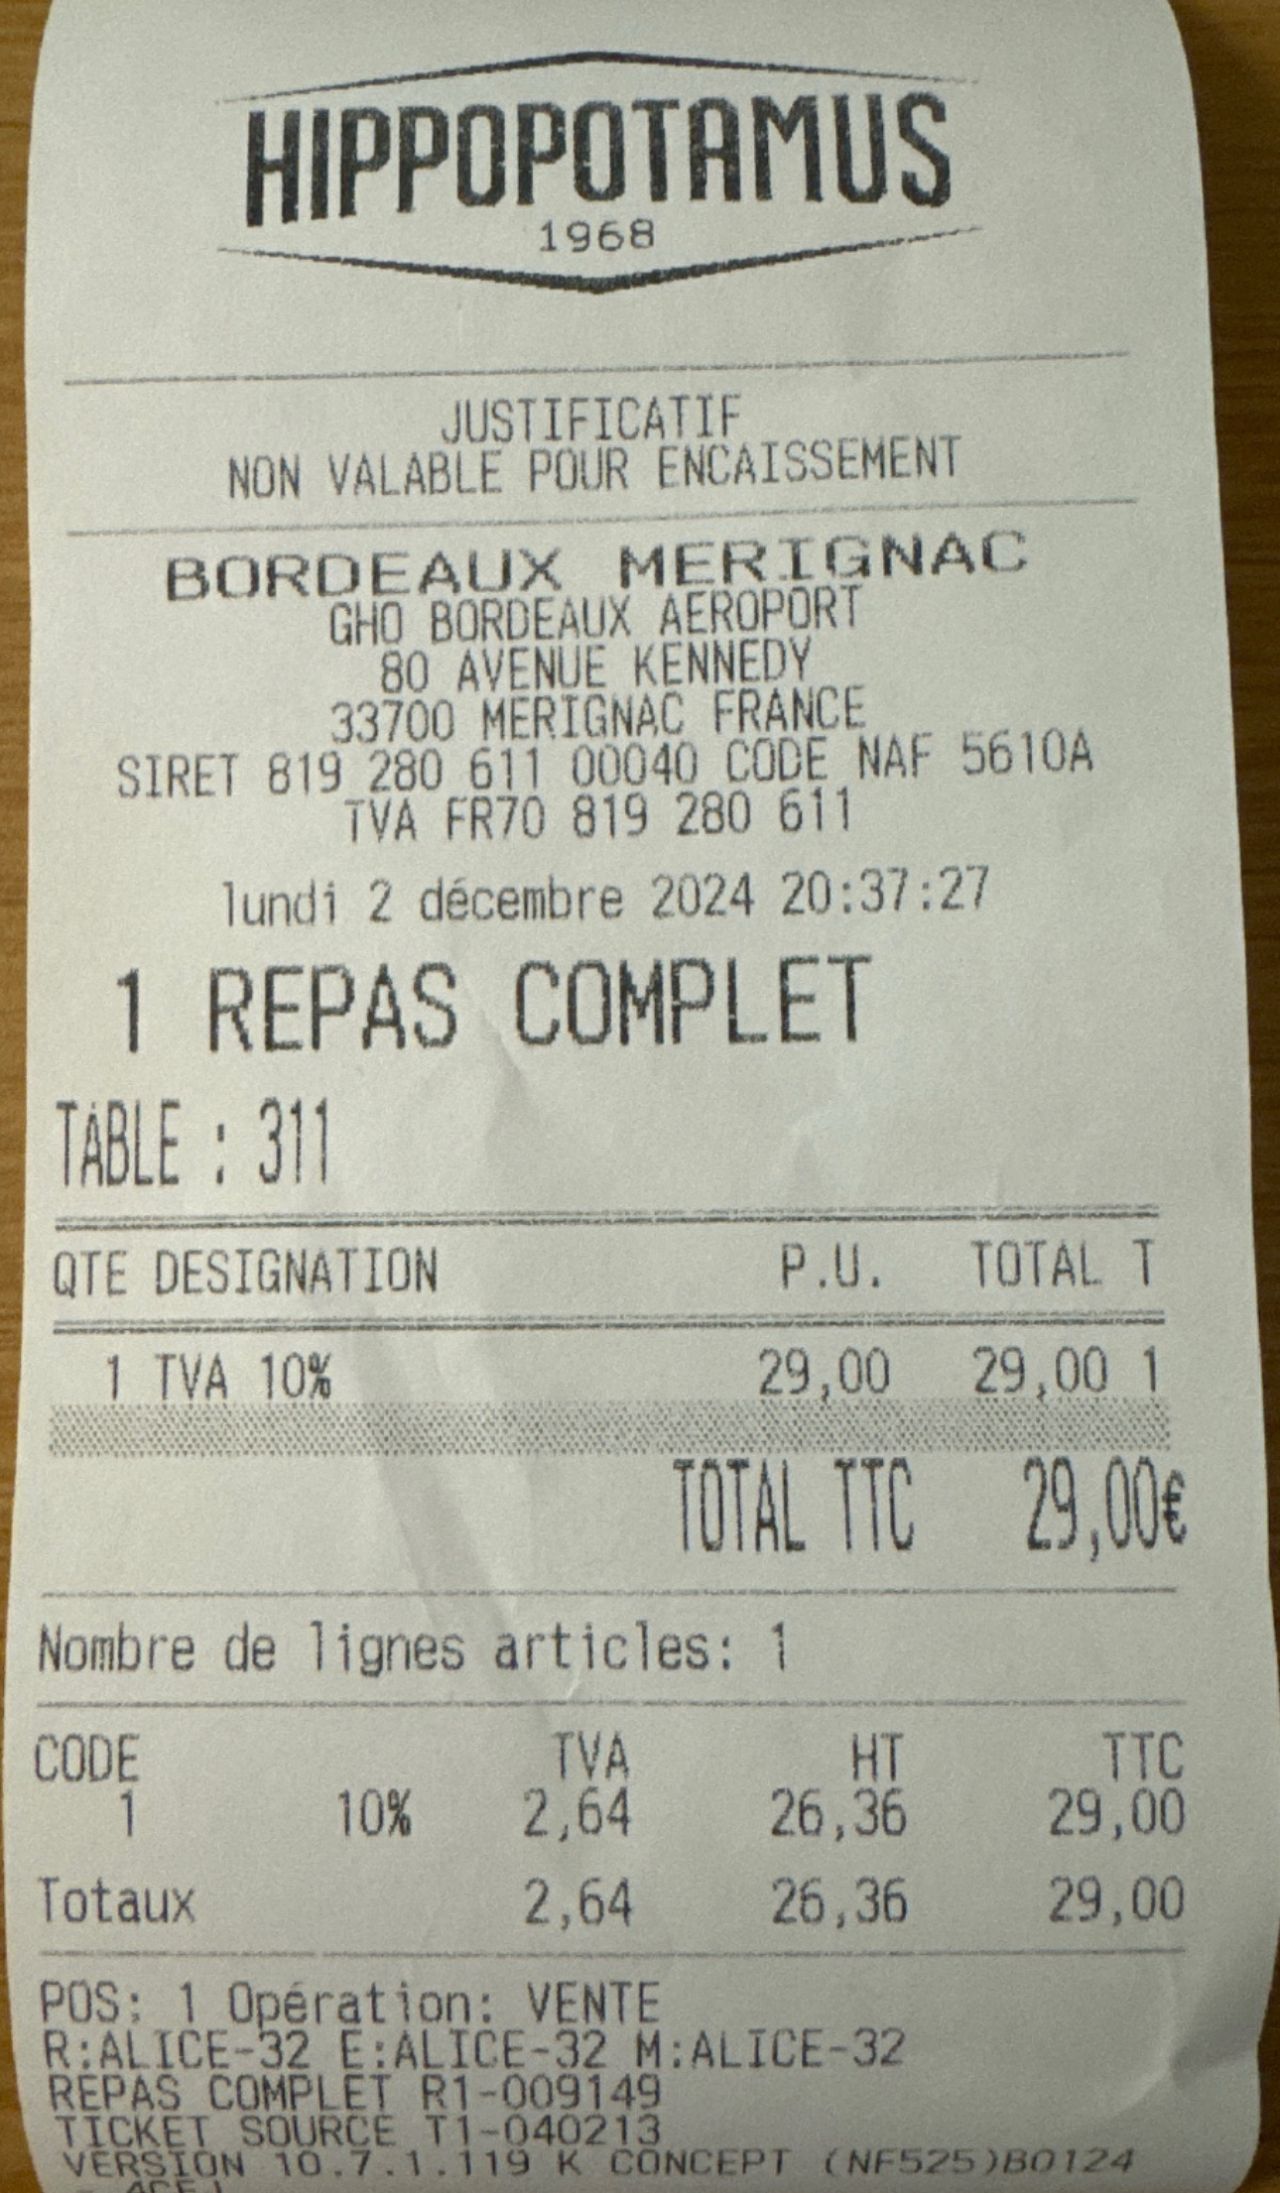 HIPPOPOTAMUS
1968
JUSTIFICATIF
NON VALABLE POUR ENCAISSEMENT
BORDEAUX MERIGNAC
GHO BORDEAUX AEROPORT
80 AVENUE KENNEDY
33700 MERIGNAC FRANCE
SIRET 819 280 611 00040 CODE NAF 5610A
TVA FR70 819 280 611
lundi 2 décembre 2024 20:37:27
1 REPAS COMPLET
TABLE : 311
QTE DESIGNATION P.U. TOTAL T
1 TVA 10% 29,00 29,00 1
TOTAL TTC 29,00€
Nombre de lignes articles: 1
CODE TVA HT TTC
1 10% 2,64 26,36 29,00
Totaux 2,64 26,36 29,00
POS: 1 Opération: VENTE
R:ALICE-32 E:ALICE-32 M:ALICE-32
REPAS COMPLET R1-009149
TICKET SOURCE T1-040213
VERSION 10.7.1.119 K CONCEPT (NF525)B0124